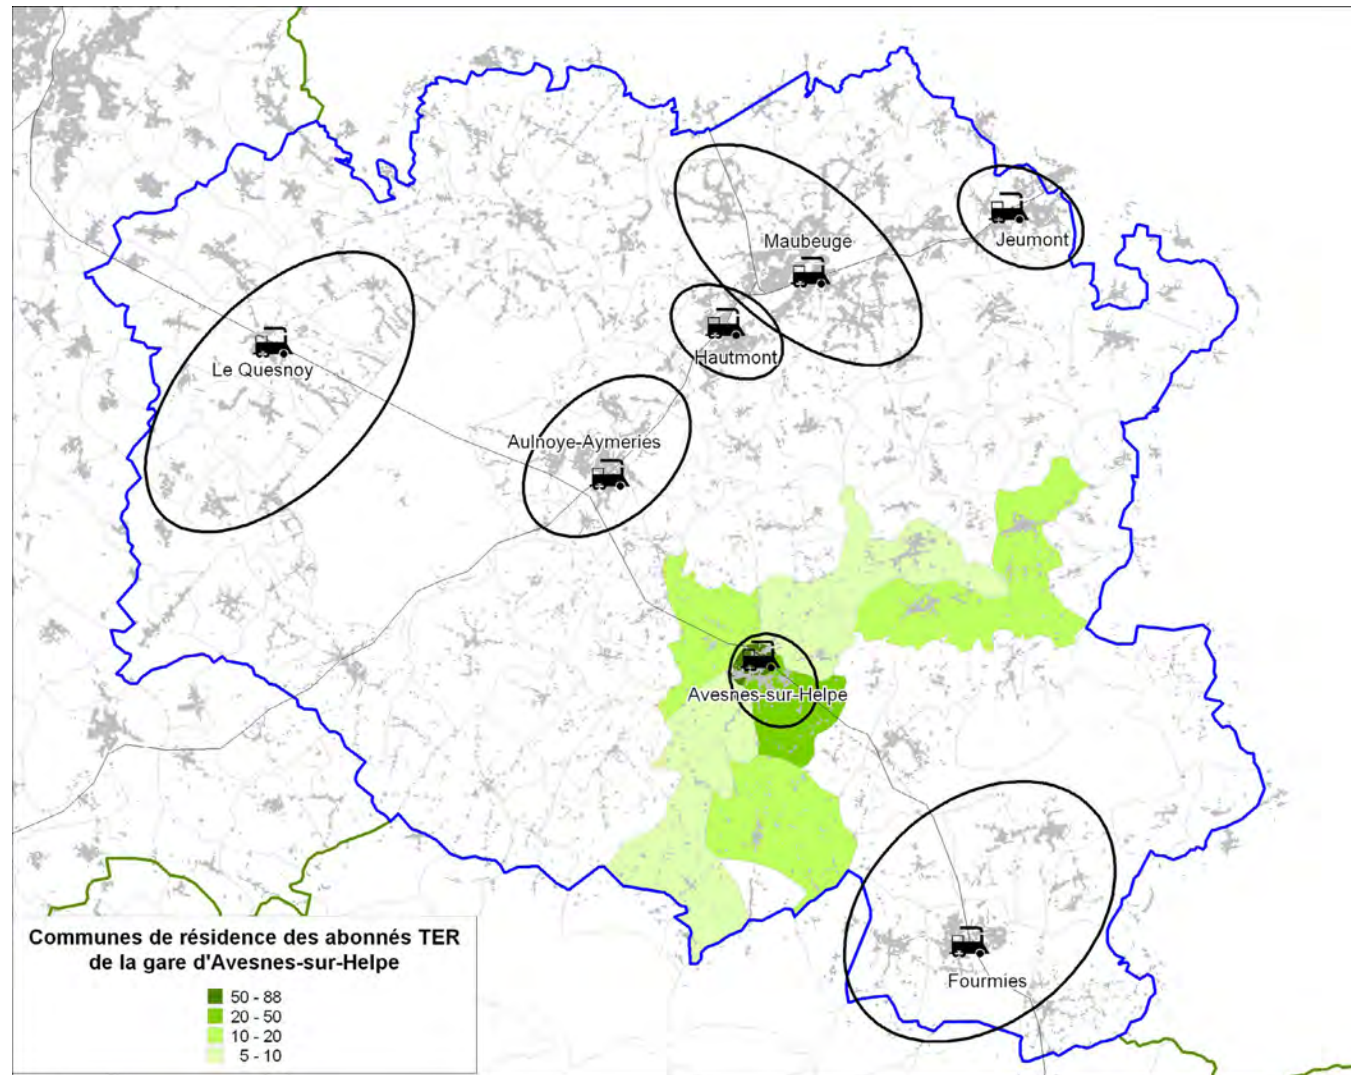 Maubeuge
Jeumont
Hautmont
Le Quesnoy
Aulnoye-Aymeries
Avesnes-sur-Helpe
Fourmies
Communes de résidence des abonnés TER
de la gare d'Avesnes-sur-Helpe
50 - 88
20 - 50
10 - 20
5 - 10